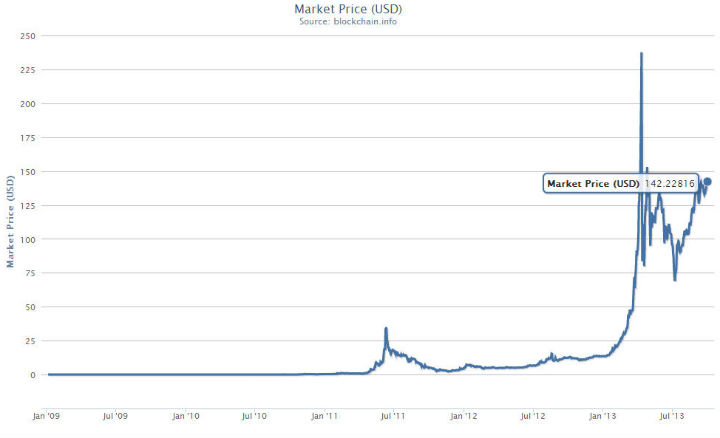 Market Price (USD)
Source: blockchain.info
250
225
200
175
150
125
100
75
50
25
0
Market Price (USD)
Market Price (USD) 142.22816
Jan '09
Jul '09
Jan '10
Jul '10
Jan '11
Jul '11
Jan '12
Jul '12
Jan '13
Jul '13